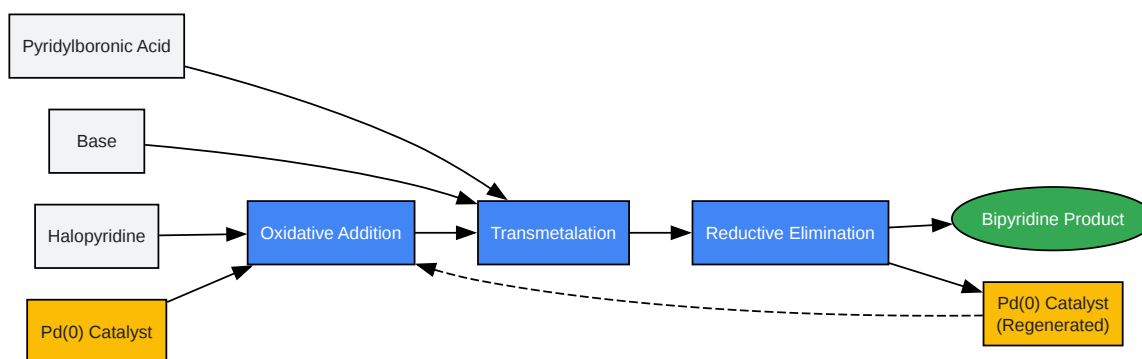 Pyridylboronic Acid
Base
Halopyridine
Pd(0) Catalyst
Oxidative Addition
Transmetalation
Reductive Elimination
Bipyridine Product
Pd(0) Catalyst
(Regenerated)